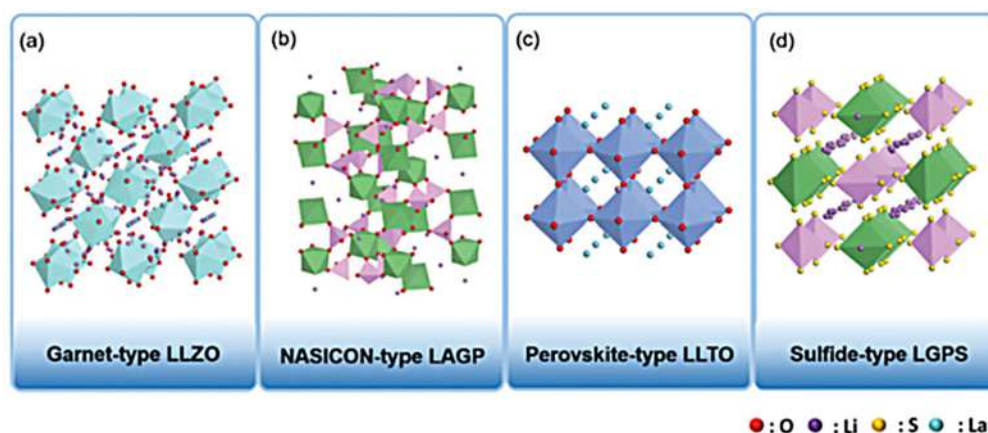 (a)
(b)
(c)
(d)
Garnet-type LLZO
NASICON-type LAGP
Perovskite-type LLTO
Sulfide-type LGPS
: O : Li : S : La